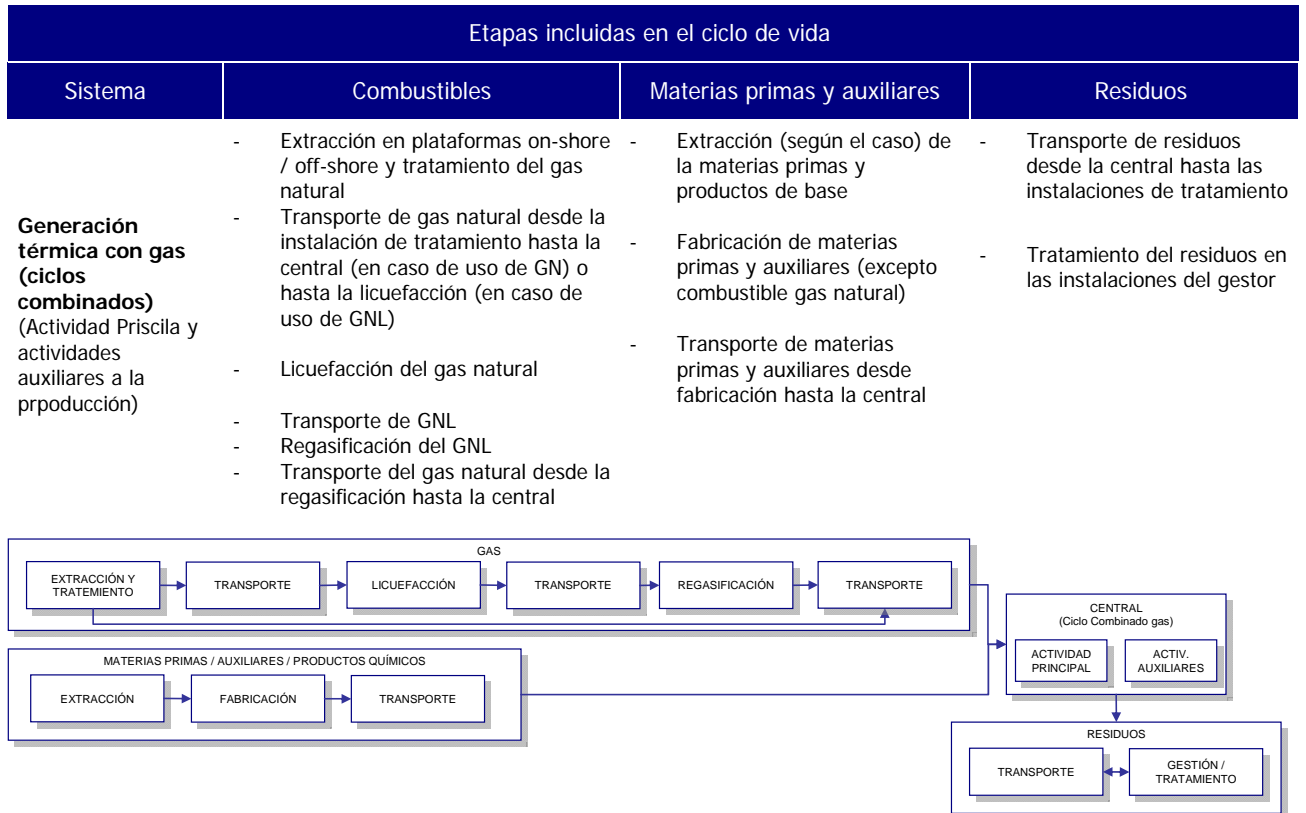 Etapas incluidas en el ciclo de vida
Sistema
Combustibles
Materias primas y auxiliares
Residuos
Generación
térmica con gas
(ciclos
combinados)
(Actividad Priscila y
actividades
auxiliares a la
prpoducción)
- Extracción en plataformas on-shore
/ off-shore y tratamiento del gas
natural
- Transporte de gas natural desde la
instalación de tratamiento hasta la
central (en caso de uso de GN) o
hasta la licuefacción (en caso de
uso de GNL)
- Licuefacción del gas natural
- Transporte de GNL
- Regasificación del GNL
- Transporte del gas natural desde la
regasificación hasta la central
- Extracción (según el caso) de
la materias primas y
productos de base
- Fabricación de materias
primas y auxiliares (excepto
combustible gas natural)
- Transporte de materias
primas y auxiliares desde
fabricación hasta la central
- Transporte de residuos
desde la central hasta las
instalaciones de tratamiento
- Tratamiento del residuos en
las instalaciones del gestor
GAS
EXTRACCIÓN Y
TRATEMIENTO
TRANSPORTE
LICUEFACCIÓN
TRANSPORTE
REGASIFICACIÓN
TRANSPORTE
MATERIAS PRIMAS / AUXILIARES / PRODUCTOS QUÍMICOS
EXTRACCIÓN
FABRICACIÓN
TRANSPORTE
CENTRAL
(Ciclo Combinado gas)
ACTIVIDAD
PRINCIPAL
ACTIV.
AUXILIARES
RESIDUOS
TRANSPORTE
GESTIÓN /
TRATAMIENTO